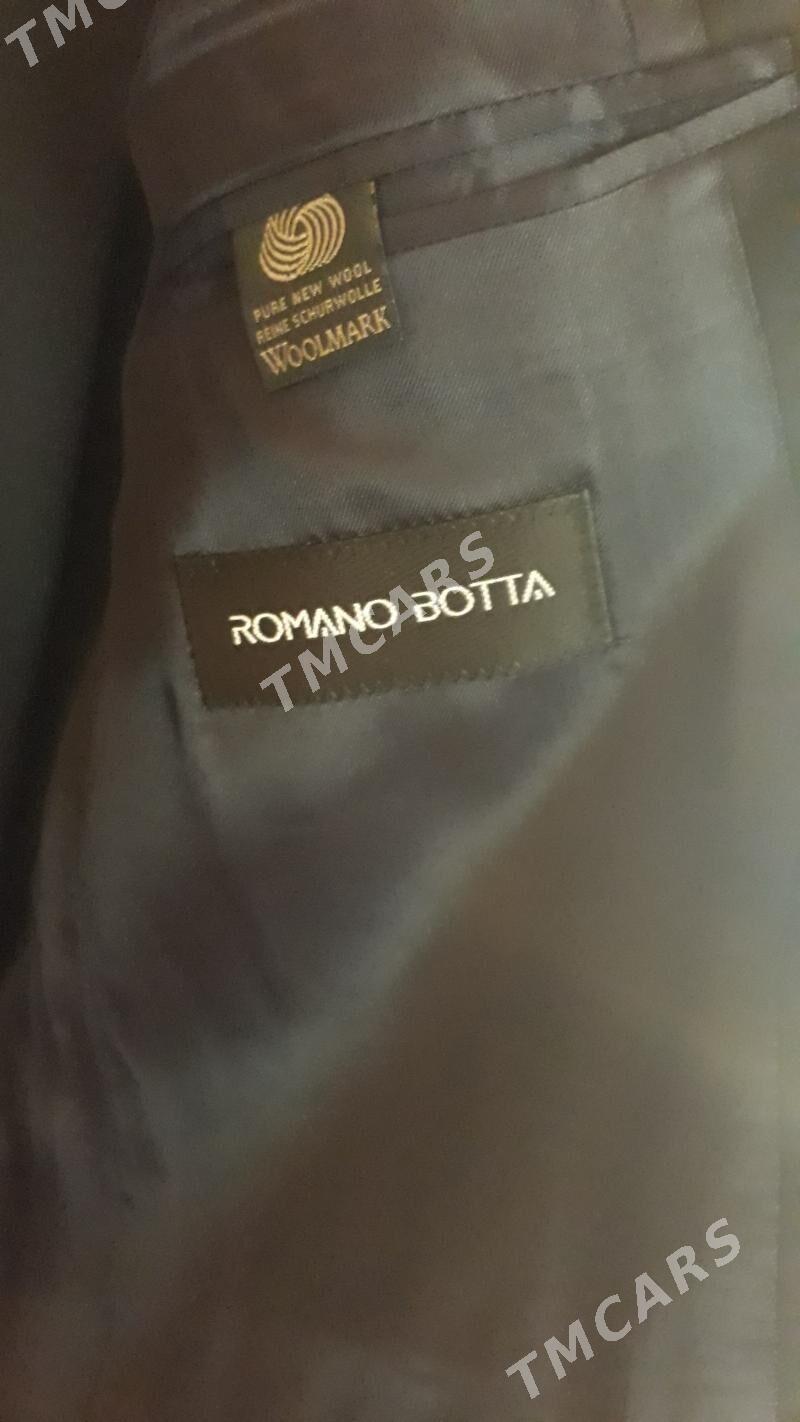 TMC
PURE NEW WOOL
REINE SCHURWOLLE
WOOLMARK
ROMANO BOTTA
TMCARS
TMCARS